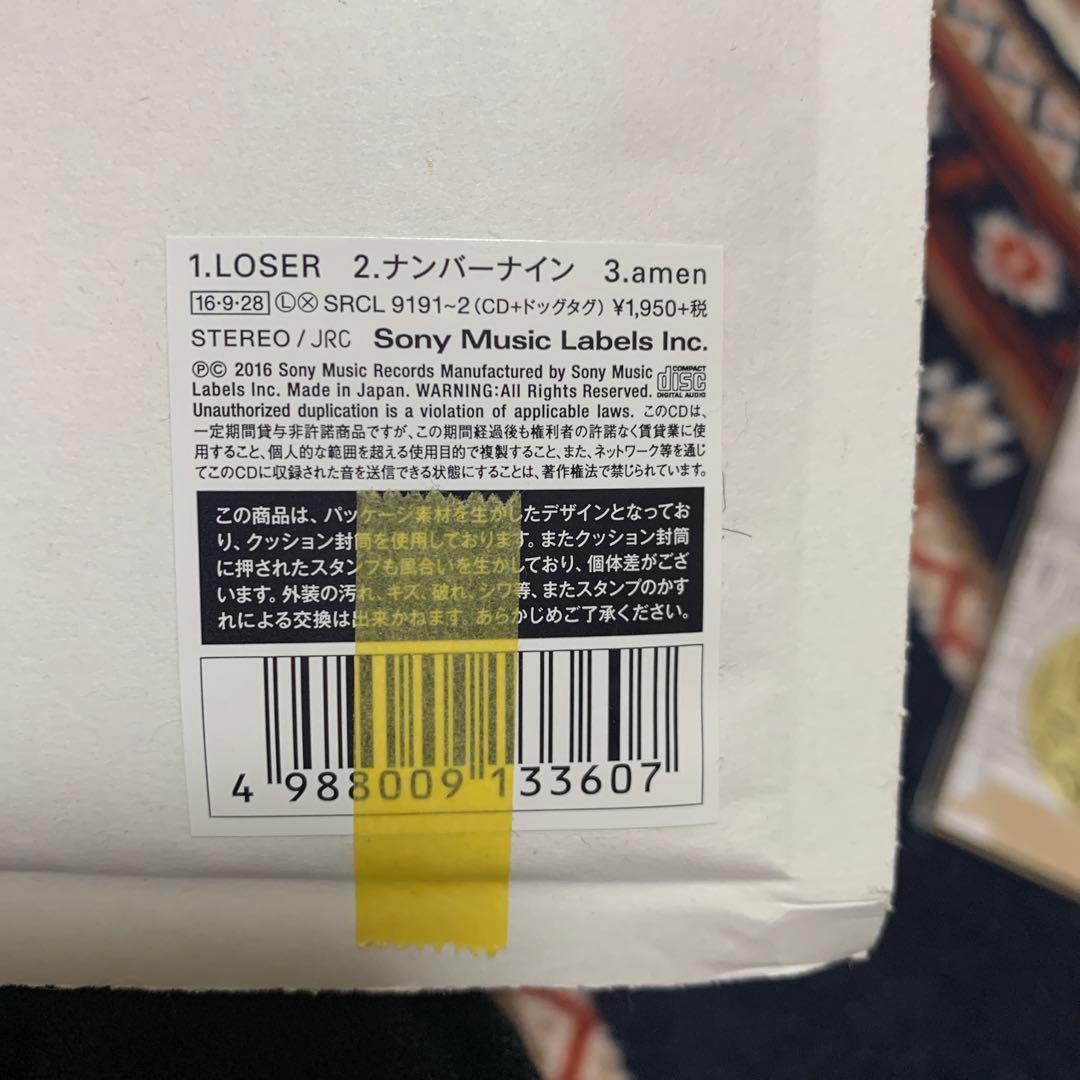 1.LOSER 2.ナンバーナイン 3.amen
16・9・28 Ⓛ Ⓧ SRCL 9191~2(CD+ドッグタグ) ¥1,950+税
STEREO / JRC Sony Music Labels Inc.
ⓅⒸ 2016 Sony Music Records Manufactured by Sony Music
Labels Inc. Made in Japan. WARNING:All Rights Reserved.
COMPACT
disc
DIGITAL AUDIO
Unauthorized duplication is a violation of applicable laws. このCDは、
一定期間貸与非許諾商品ですが、この期間経過後も権利者の許諾なく賃貸業に使
用すること、個人的な範囲を超える使用目的で複製すること、また、ネットワーク等を通じ
てこのCDに収録された音を送信できる状態にすることは、著作権法で禁じられています。
この商品は、パッケージ素材を生かしたデザインとなってお
り、クッション封筒を使用しております。またクッション封筒
に押されたスタンプも風合いを生かしており、個体差がござ
います。外装の汚れ、キズ、破れ、シワ等、またスタンプのかす
れによる交換は出来かねます。あらかじめご了承ください。
4 988009 133607